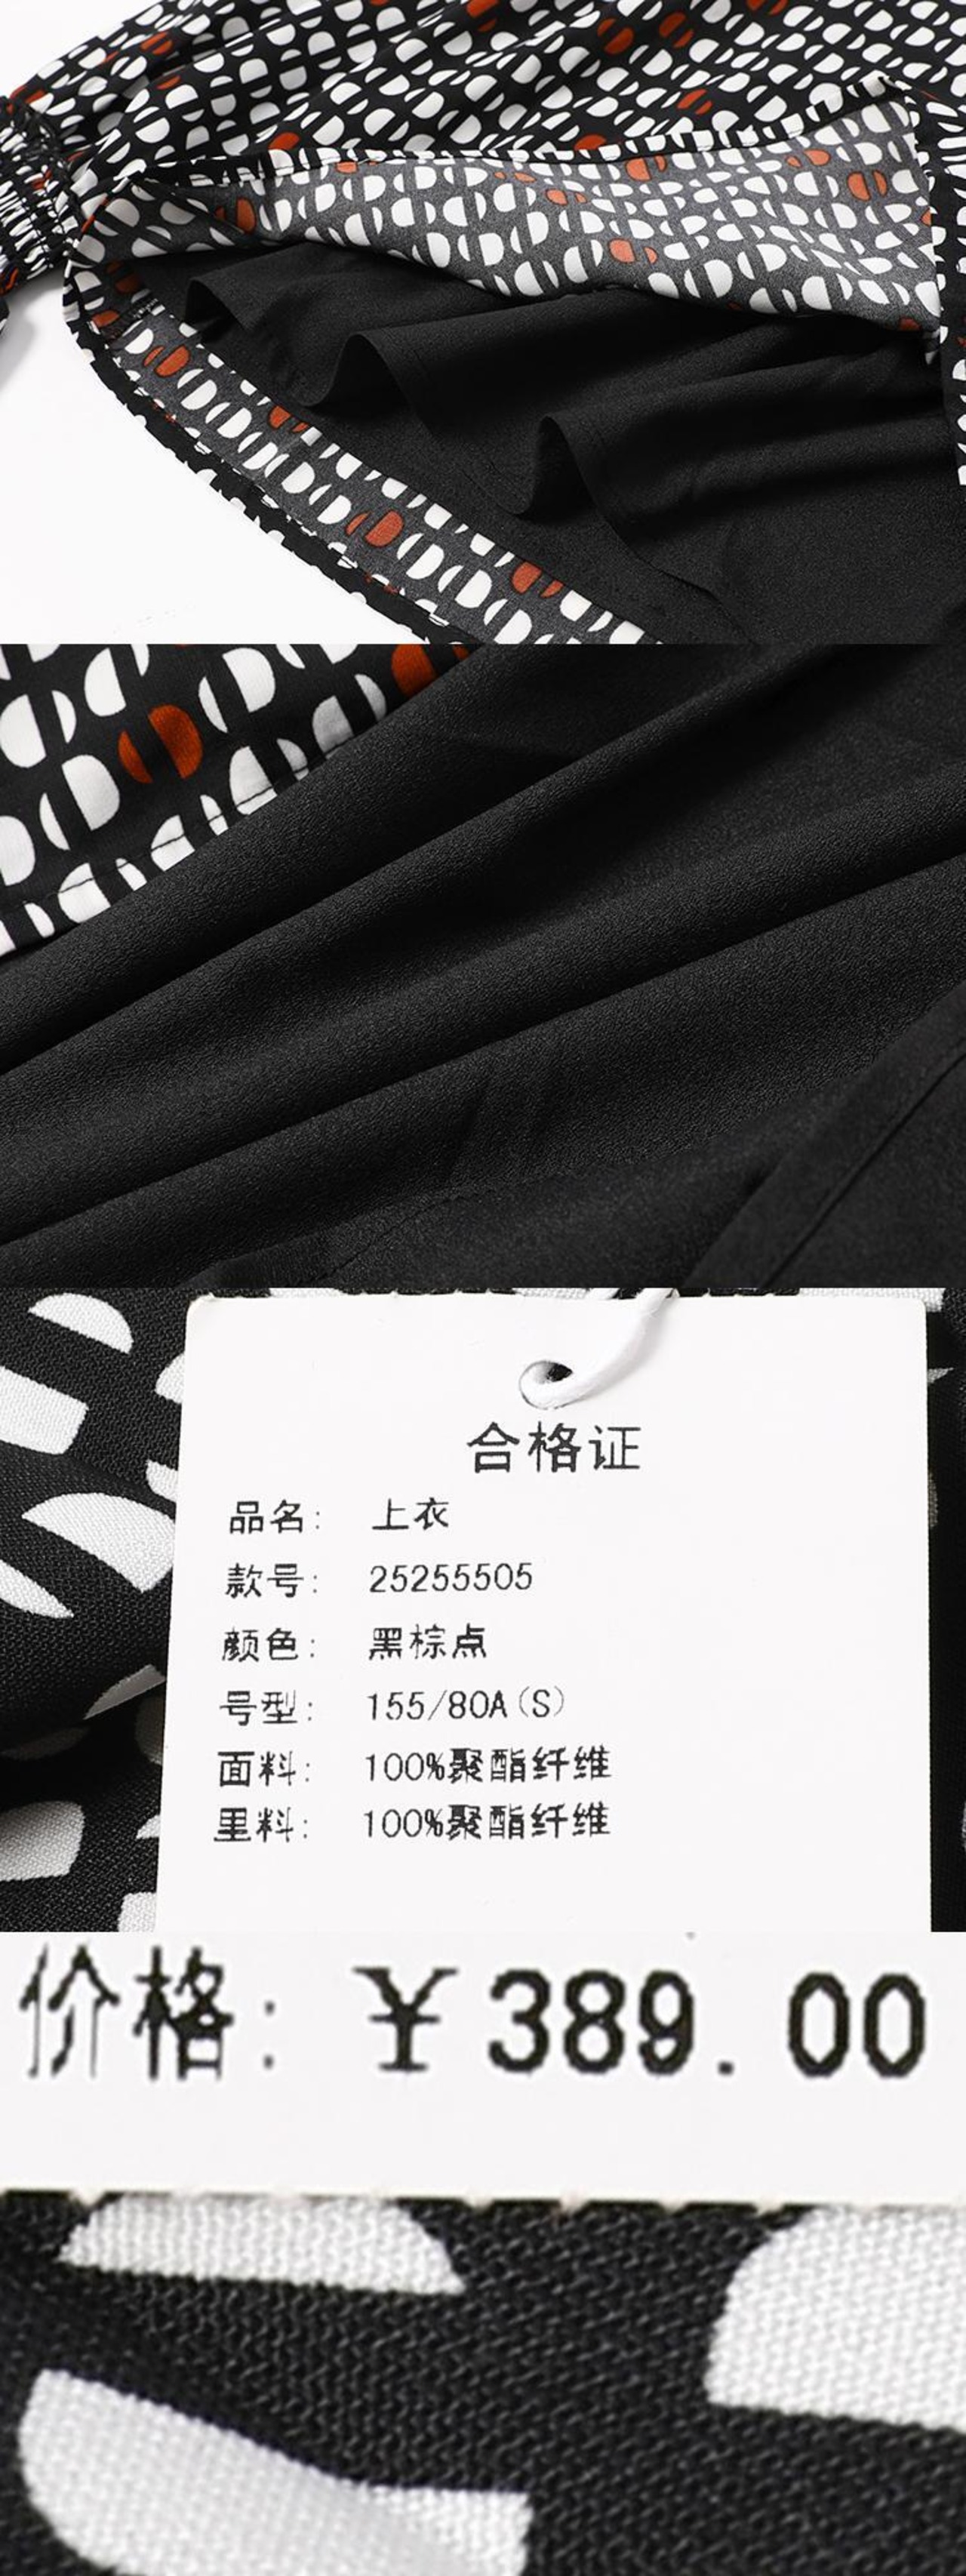 合格证
品名: 上衣
款号: 25255505
颜色: 黑棕点
号型: 155/80A(S)
面料: 100%聚酯纤维
里料: 100%聚酯纤维
价格: ¥389.00